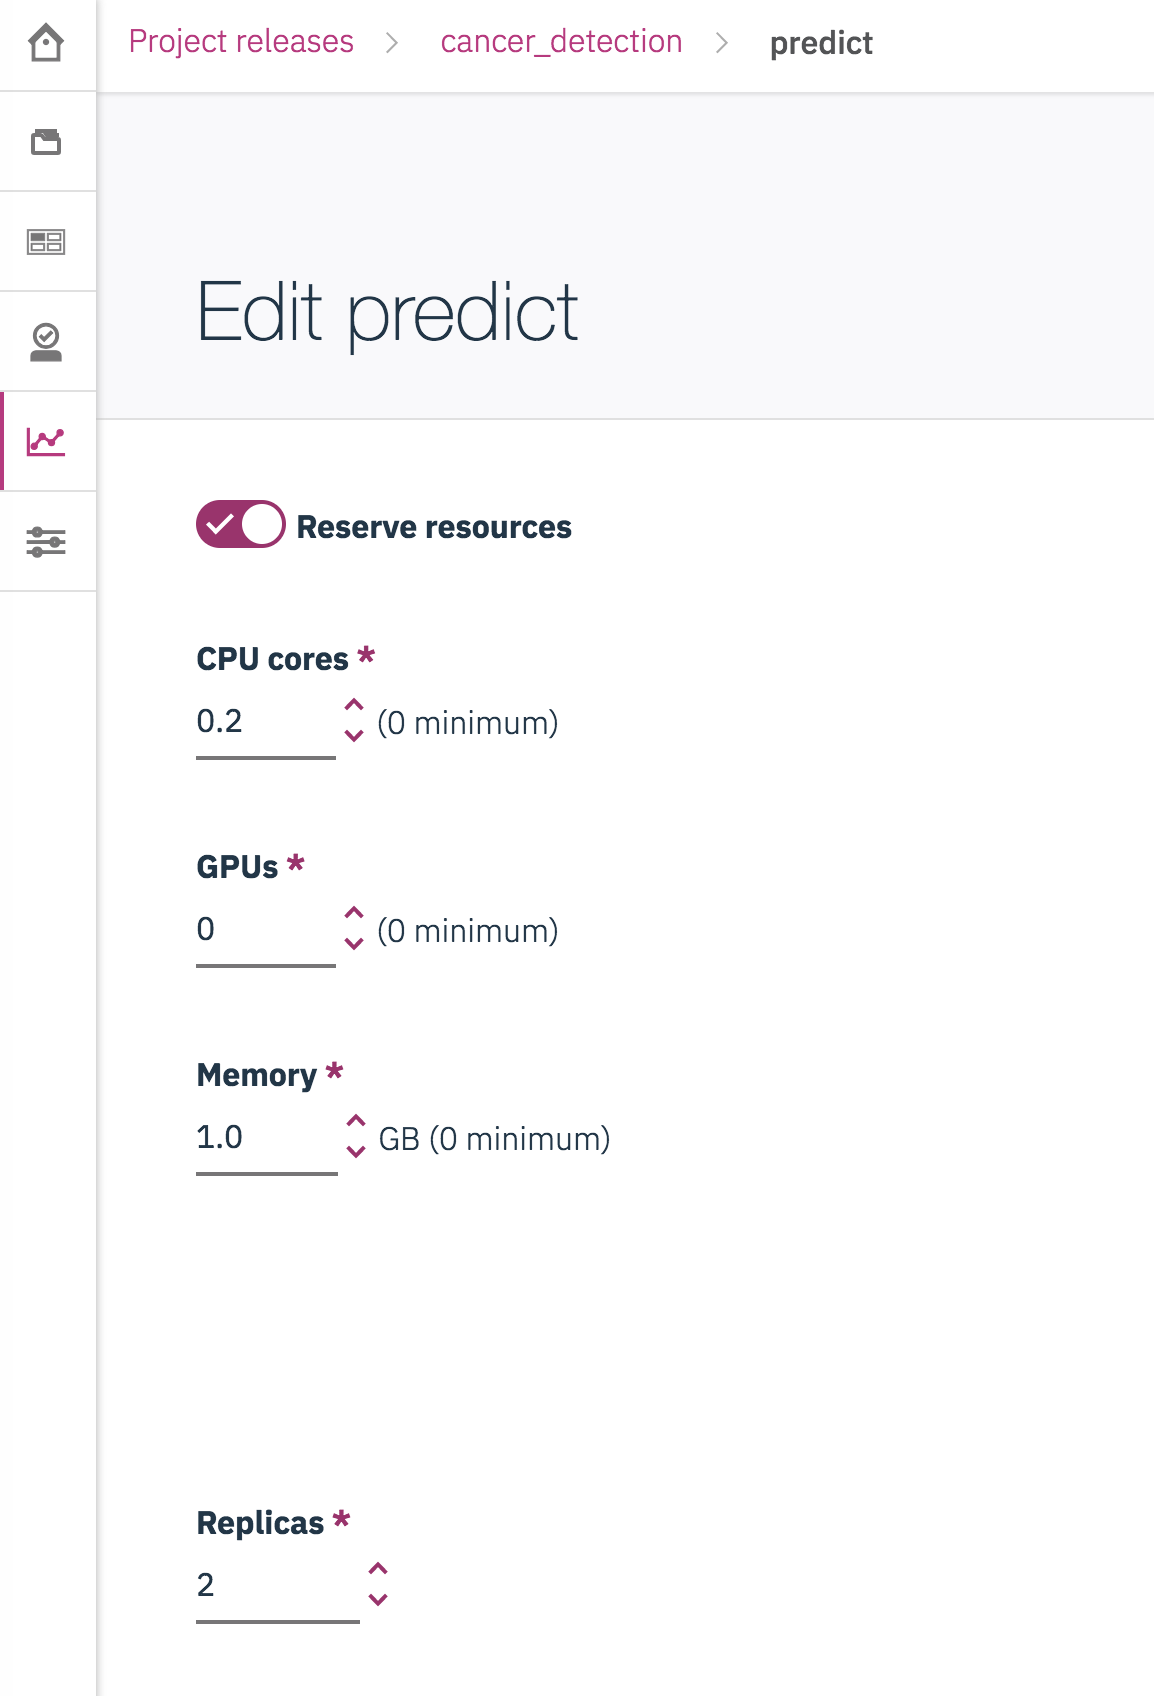 Project releases > cancer_detection > predict
Edit predict
Reserve resources
CPU cores *
0.2 (0 minimum)
GPUs *
0 (0 minimum)
Memory *
1.0 GB (0 minimum)
Replicas *
2